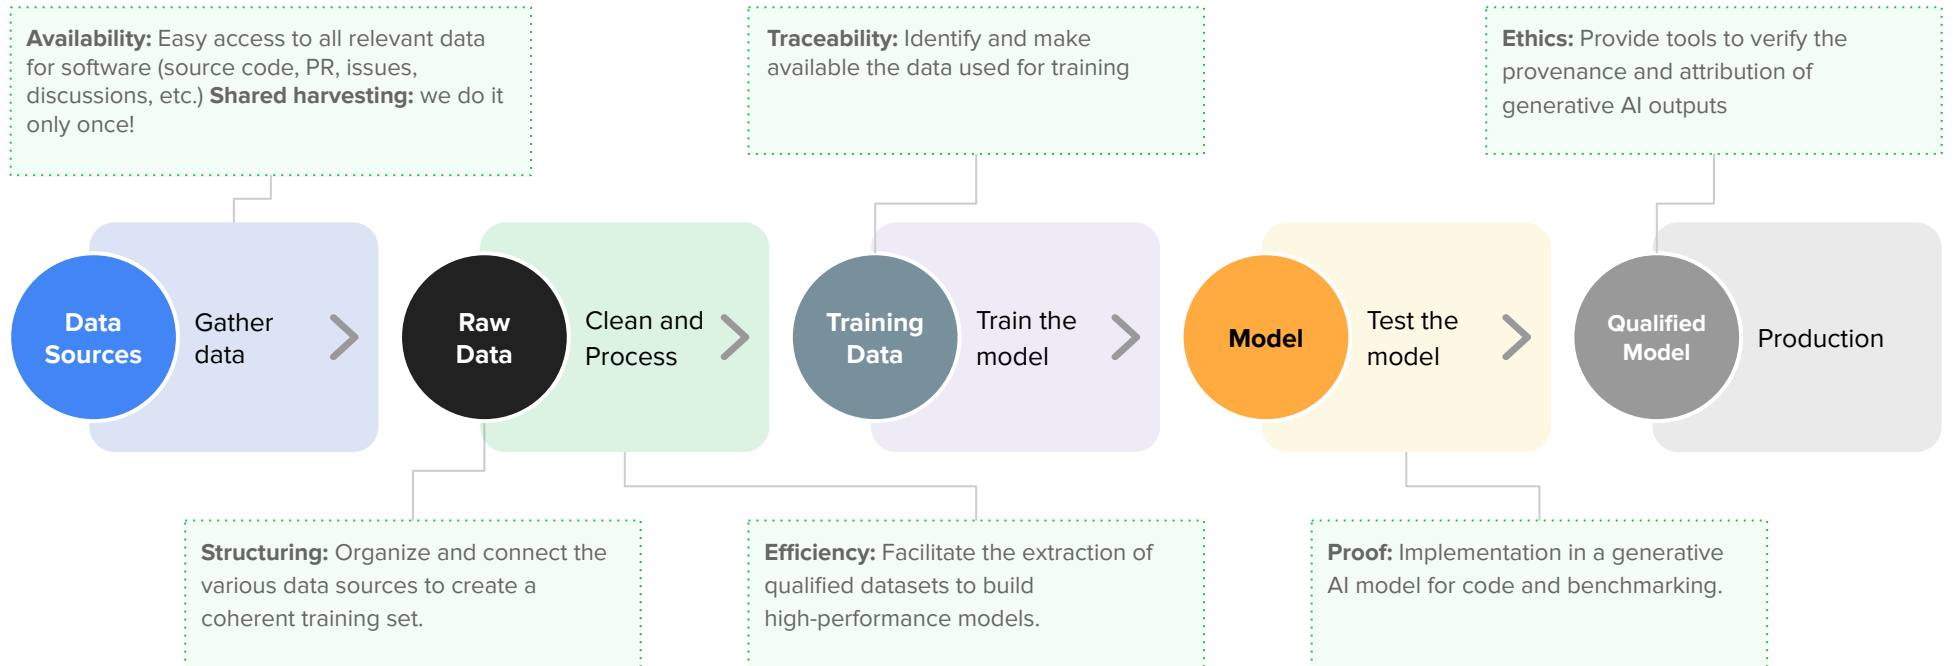 Availability: Easy access to all relevant data
for software (source code, PR, issues,
discussions, etc.) Shared harvesting: we do it
only once!
Traceability: Identify and make
available the data used for training
Ethics: Provide tools to verify the
provenance and attribution of
generative AI outputs
Data
Sources
Gather
data
Raw
Data
Clean and
Process
Training
Data
Train the
model
Model
Test the
model
Qualified
Model
Production
Structuring: Organize and connect the
various data sources to create a
coherent training set.
Efficiency: Facilitate the extraction of
qualified datasets to build
high-performance models.
Proof: Implementation in a generative
AI model for code and benchmarking.